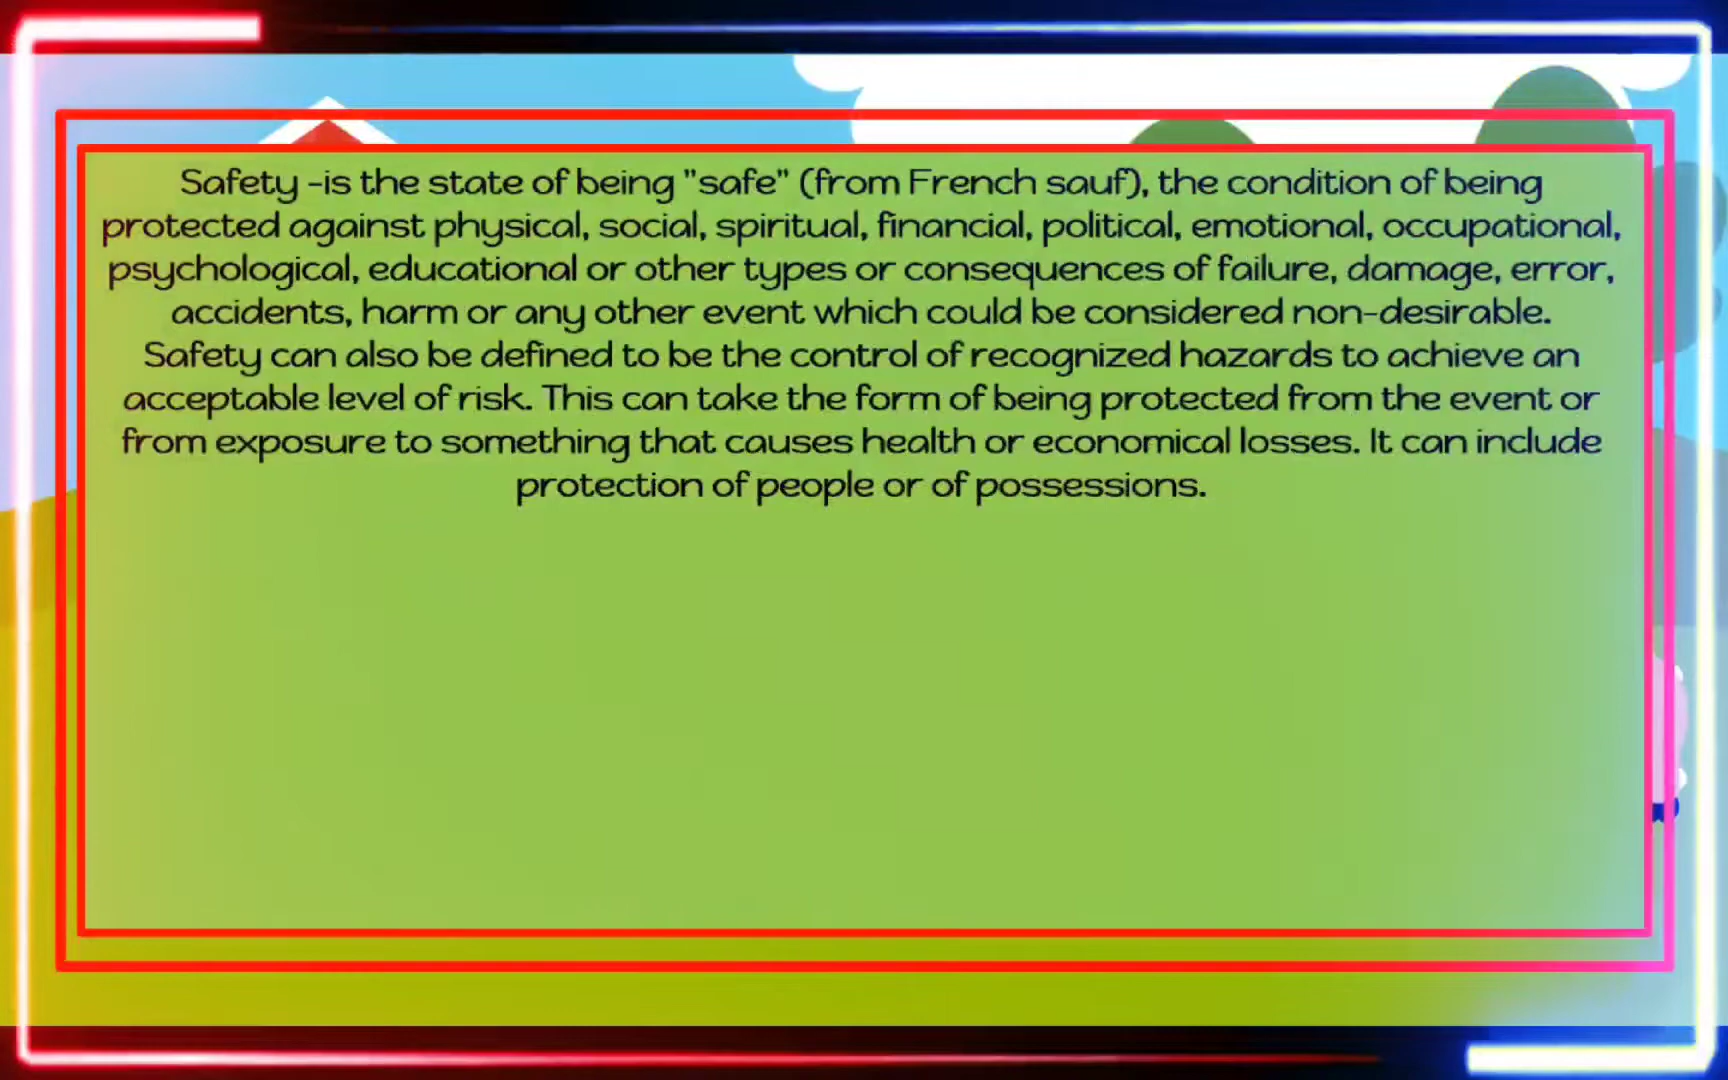 Safety -is the state of being "safe" (from French sauf), the condition of being
protected against physical, social, spiritual, financial, political, emotional, occupational,
psychological, educational or other types or consequences of failure, damage, error,
accidents, harm or any other event which could be considered non-desirable.
Safety can also be defined to be the control of recognized hazards to achieve an
acceptable level of risk. This can take the form of being protected from the event or
from exposure to something that causes health or economical losses. It can include
protection of people or of possessions.